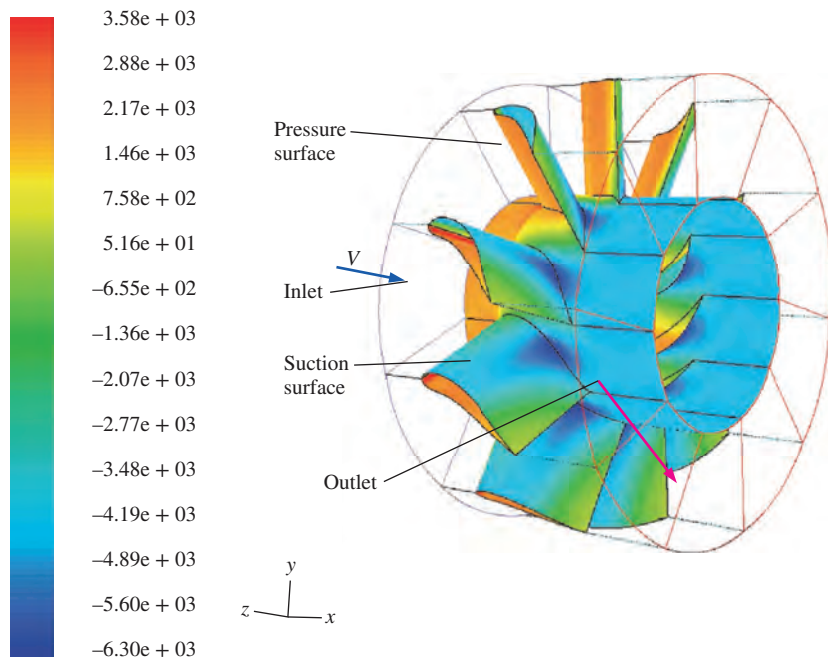 3.58e + 03
2.88e + 03
2.17e + 03
1.46e + 03
7.58e + 02
5.16e + 01
–6.55e + 02
–1.36e + 03
–2.07e + 03
–2.77e + 03
–3.48e + 03
–4.19e + 03
–4.89e + 03
–5.60e + 03
–6.30e + 03
Pressure
surface
V
Inlet
Suction
surface
Outlet
y
z
x